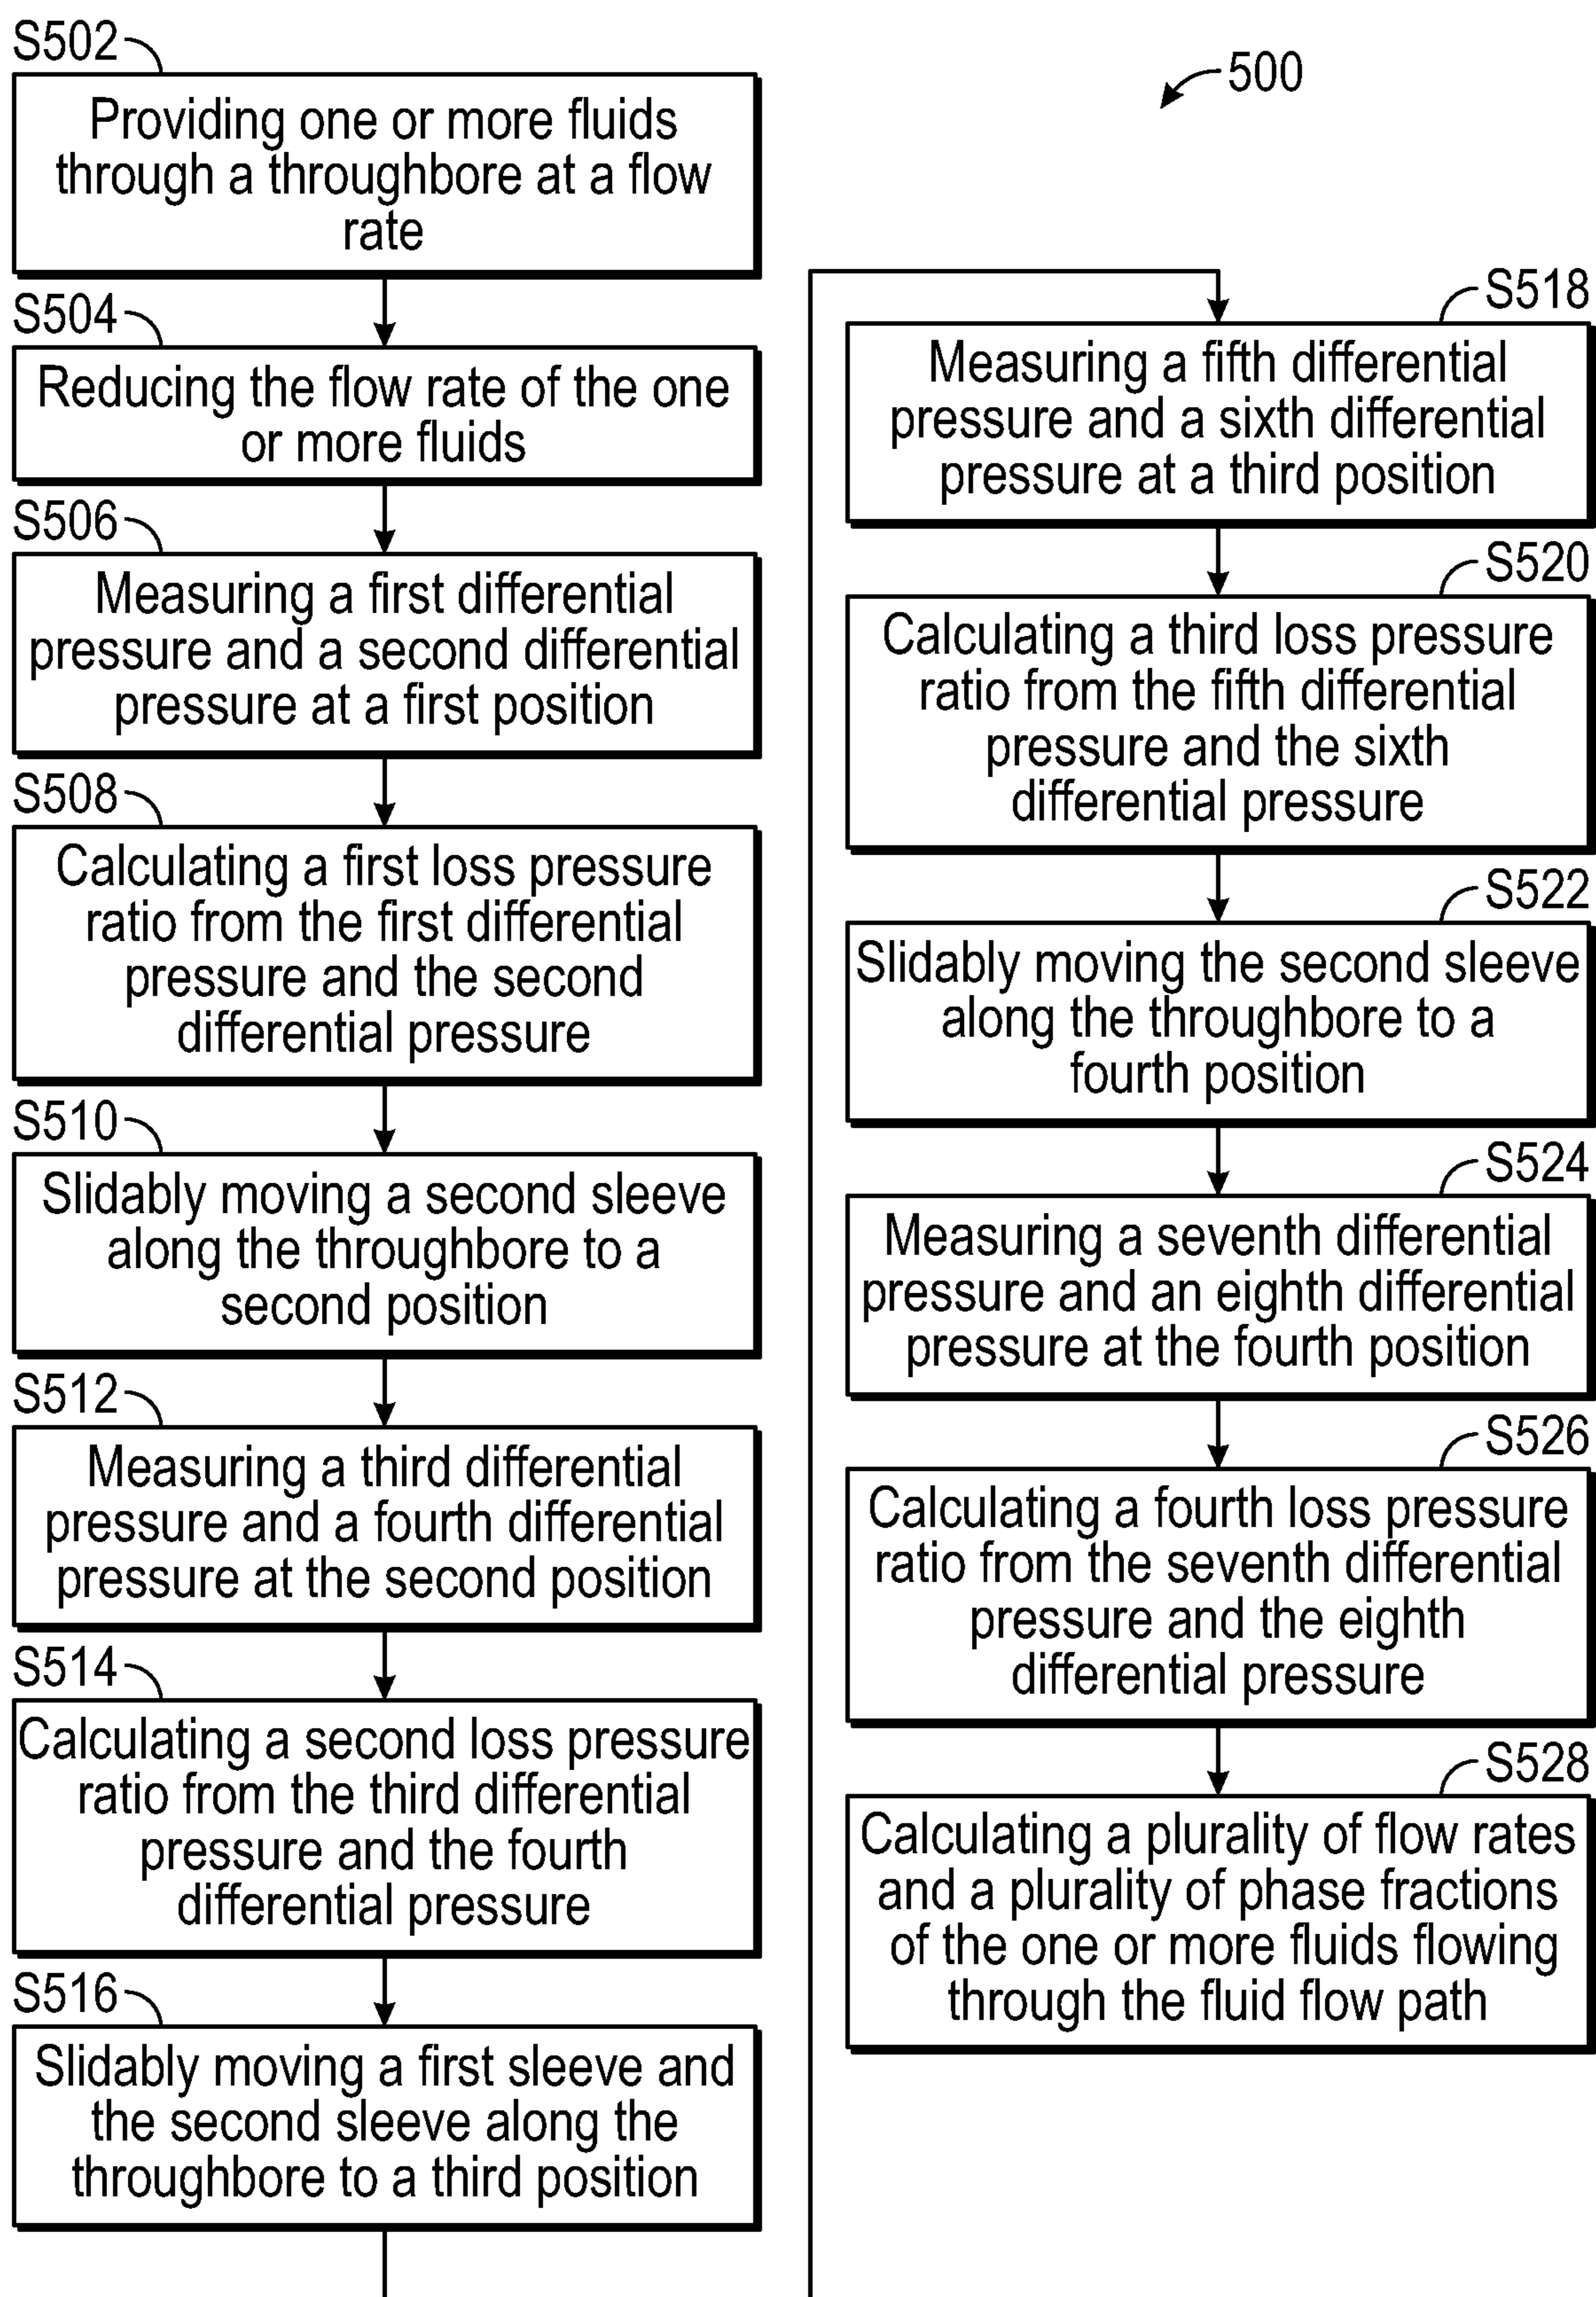 S502
Providing one or more fluids
through a throughbore at a flow
rate
S504
Reducing the flow rate of the one
or more fluids
S506
Measuring a first differential
pressure and a second differential
pressure at a first position
S508
Calculating a first loss pressure
ratio from the first differential
pressure and the second
differential pressure
S510
Slidably moving a second sleeve
along the throughbore to a
second position
S512
Measuring a third differential
pressure and a fourth differential
pressure at the second position
S514
Calculating a second loss pressure
ratio from the third differential
pressure and the fourth
differential pressure
S516
Slidably moving a first sleeve and
the second sleeve along the
throughbore to a third position
500
S518
Measuring a fifth differential
pressure and a sixth differential
pressure at a third position
S520
Calculating a third loss pressure
ratio from the fifth differential
pressure and the sixth
differential pressure
S522
Slidably moving the second sleeve
along the throughbore to a
fourth position
S524
Measuring a seventh differential
pressure and an eighth differential
pressure at the fourth position
S526
Calculating a fourth loss pressure
ratio from the seventh differential
pressure and the eighth
differential pressure
S528
Calculating a plurality of flow rates
and a plurality of phase fractions
of the one or more fluids flowing
through the fluid flow path